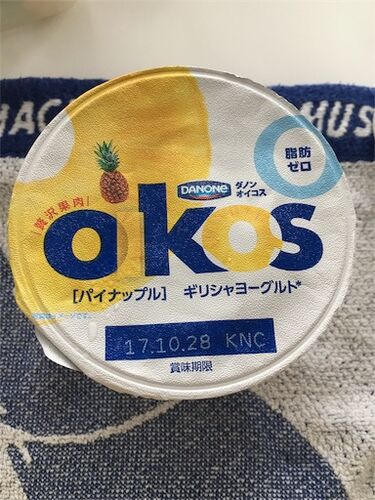 MUS
脂肪
ゼロ
贅沢果肉
DANONE
ダノン
オイコス
oikos
[パイナップル] ギリシャヨーグルト*
17.10.28 KNC
賞味期限